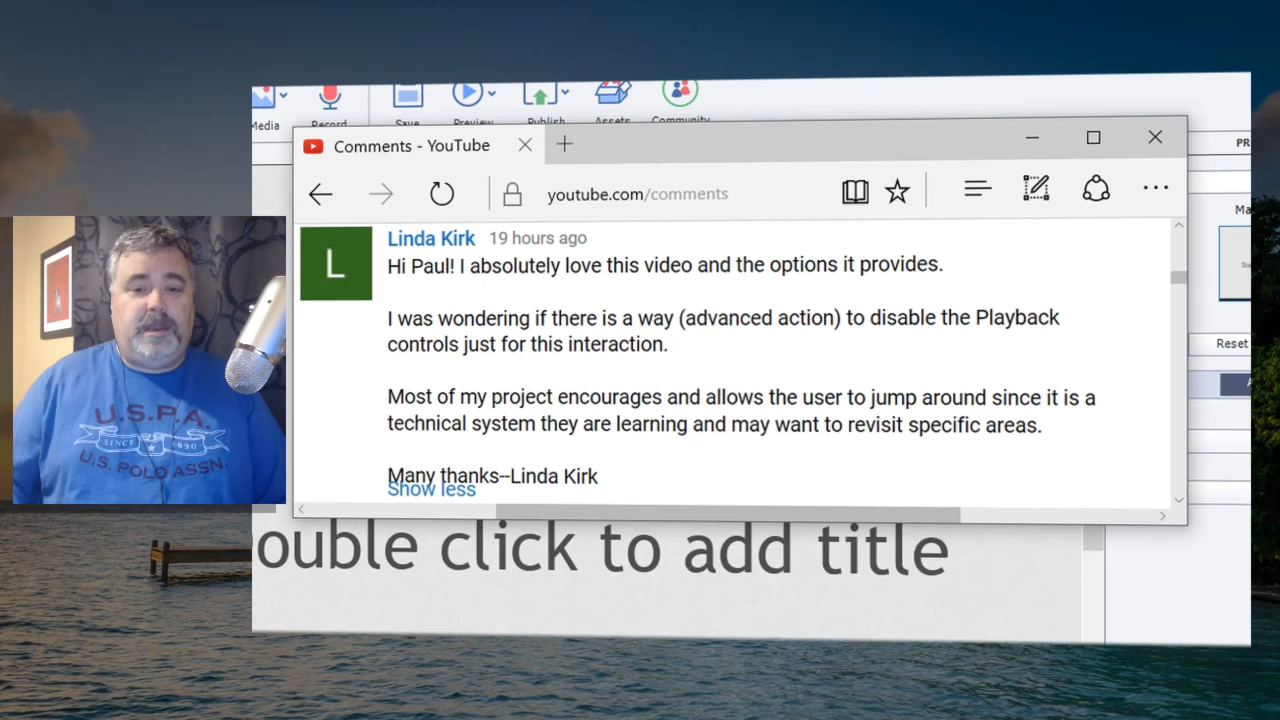 Media
Record
Save
Preview
Publish
Assets
Community
Comments - YouTube
PR
youtube.com/comments
Ma
L
Linda Kirk 19 hours ago
Hi Paul! I absolutely love this video and the options it provides.
I was wondering if there is a way (advanced action) to disable the Playback
controls just for this interaction.
Reset
Most of my project encourages and allows the user to jump around since it is a
technical system they are learning and may want to revisit specific areas.
Many thanks--Linda Kirk
Show less
U.S.P.A.
SINCE 1890
U.S. POLO ASSN.
ouble click to add title